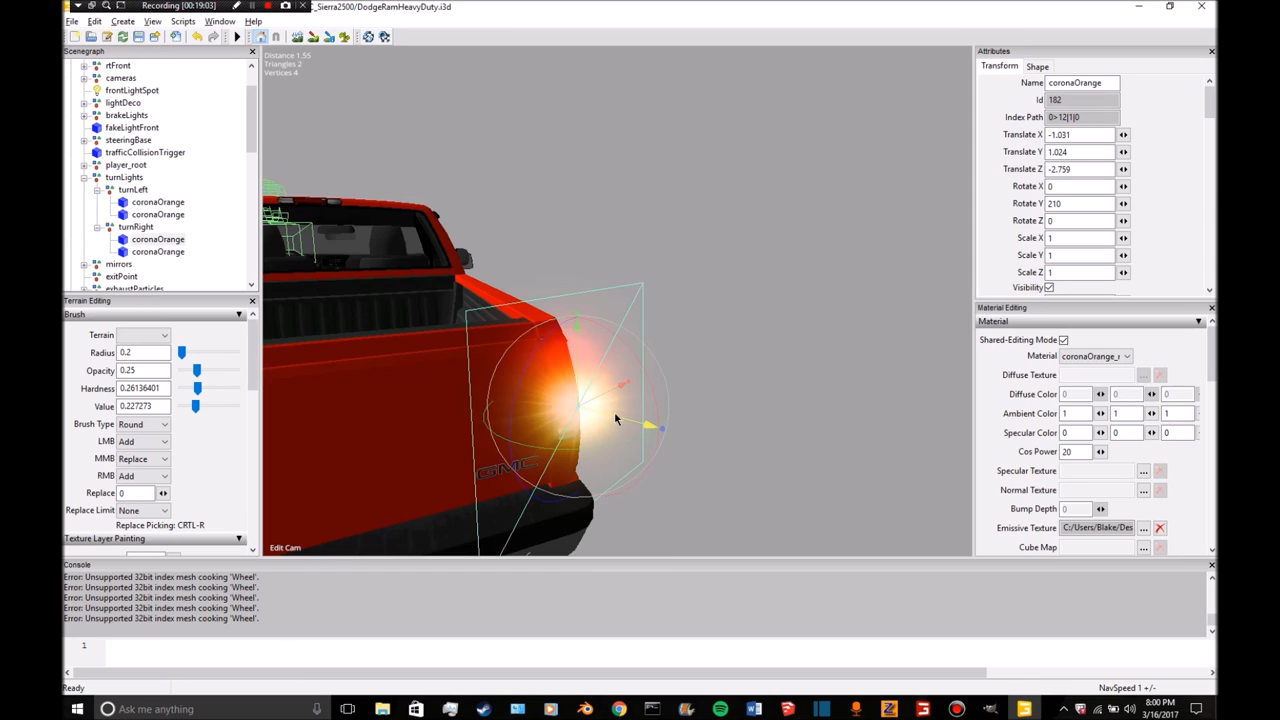 Recording [00:19:03]
C_Sierra2500/DodgeRamHeavyDuty.i3d
File Edit Create View Scripts Window Help
Scenegraph
rtFront
cameras
frontLightSpot
lightDeco
brakeLights
fakeLightFront
steeringBase
trafficCollisionTrigger
player_root
turnLights
turnLeft
coronaOrange
coronaOrange
turnRight
coronaOrange
coronaOrange
mirrors
exitPoint
exhaustParticles
Terrain Editing
Brush
Terrain
Radius 0.2
Opacity 0.25
Hardness 0.26136401
Value 0.227273
Brush Type Round
LMB Add
MMB Replace
RMB Add
Replace 0
Replace Limit None
Replace Picking: CRTL-R
Texture Layer Painting
Distance 1.55
Triangles 2
Vertices 4
GMC
Edit Cam
Attributes
Transform Shape
Name coronaOrange
Id 182
Index Path 0>12|1|0
Translate X -1.031
Translate Y 1.024
Translate Z -2.759
Rotate X 0
Rotate Y 210
Rotate Z 0
Scale X 1
Scale Y 1
Scale Z 1
Visibility
Material Editing
Material
Shared-Editing Mode
Material coronaOrange_r
Diffuse Texture
Diffuse Color 0 0 0
Ambient Color 1 1 1
Specular Color 0 0 0
Cos Power 20
Specular Texture
Normal Texture
Bump Depth 0
Emissive Texture C:/Users/Blake/Des
Cube Map
Console
Error: Unsupported 32bit index mesh cooking 'Wheel'.
Error: Unsupported 32bit index mesh cooking 'Wheel'.
Error: Unsupported 32bit index mesh cooking 'Wheel'.
Error: Unsupported 32bit index mesh cooking 'Wheel'.
Error: Unsupported 32bit index mesh cooking 'Wheel'.
1
Ready
NavSpeed 1 +/-
Ask me anything
8:00 PM
3/16/2017